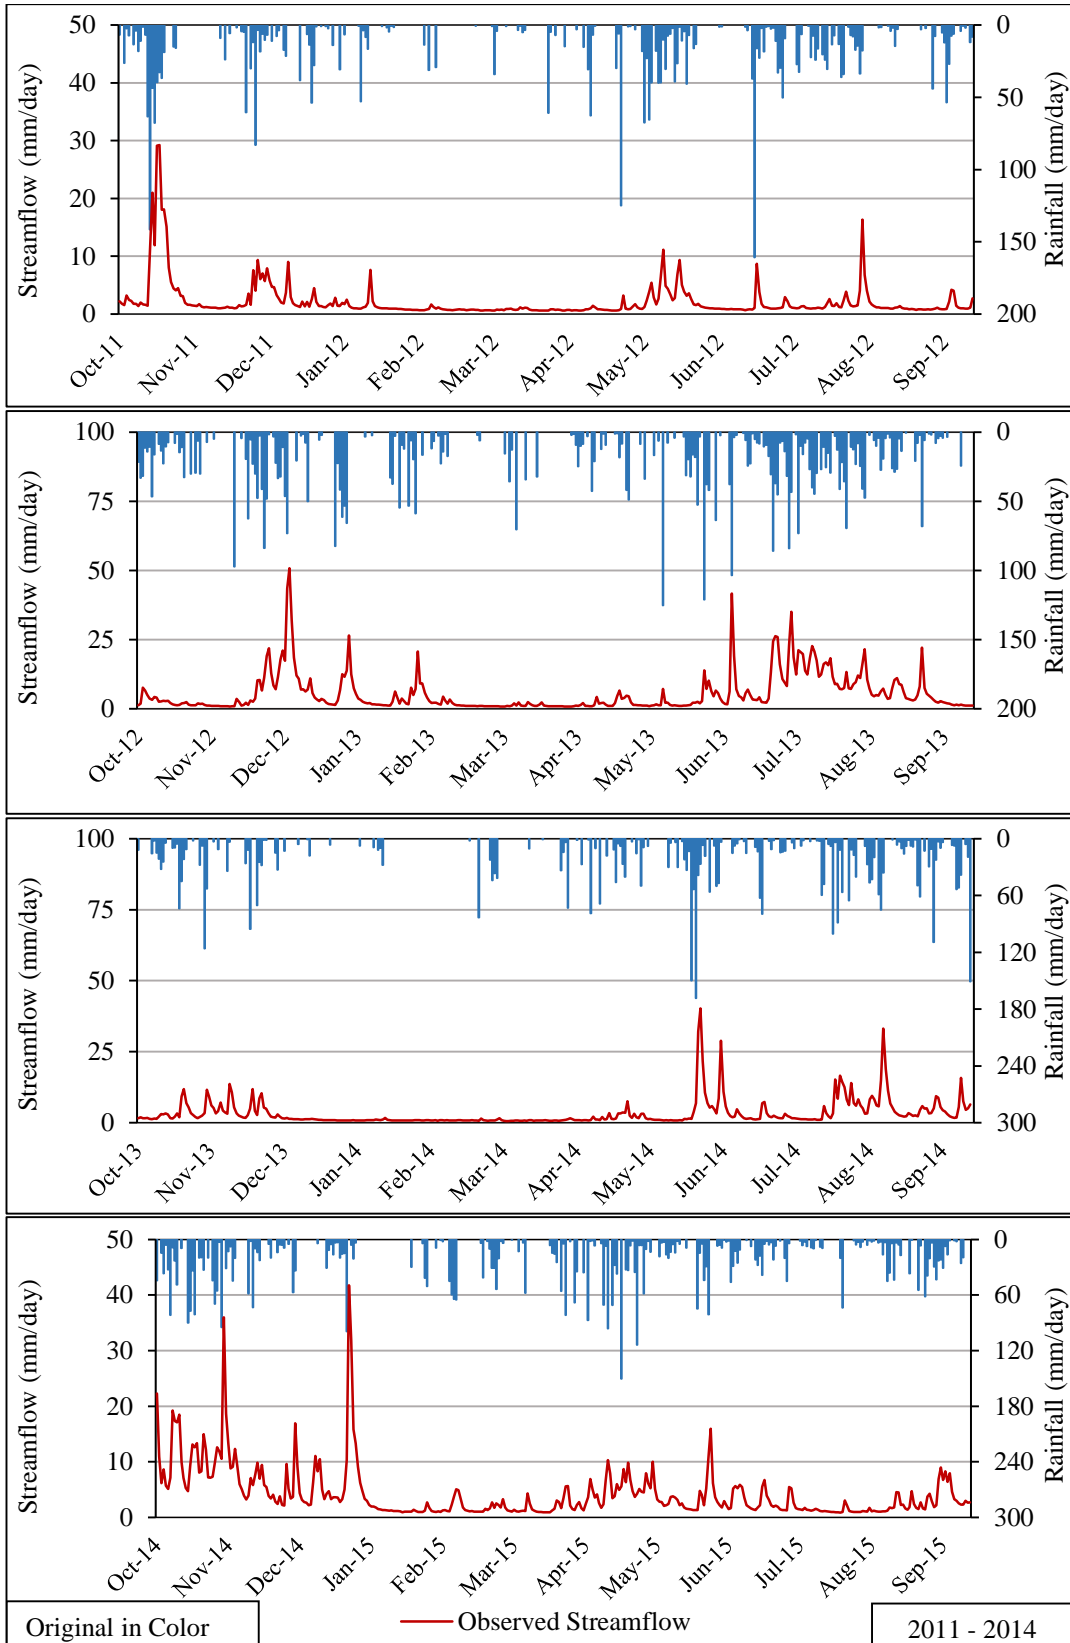 50
40
30
20
10
0
Streamflow (mm/day)
0
50
100
150
200
Rainfall (mm/day)
Oct-11
Nov-11
Dec-11
Jan-12
Feb-12
Mar-12
Apr-12
May-12
Jun-12
Jul-12
Aug-12
Sep-12
100
75
50
25
0
Streamflow (mm/day)
0
50
100
150
200
Rainfall (mm/day)
Oct-12
Nov-12
Dec-12
Jan-13
Feb-13
Mar-13
Apr-13
May-13
Jun-13
Jul-13
Aug-13
Sep-13
100
75
50
25
0
Streamflow (mm/day)
0
60
120
180
240
300
Rainfall (mm/day)
Oct-13
Nov-13
Dec-13
Jan-14
Feb-14
Mar-14
Apr-14
May-14
Jun-14
Jul-14
Aug-14
Sep-14
50
40
30
20
10
0
Streamflow (mm/day)
0
60
120
180
240
300
Rainfall (mm/day)
Oct-14
Nov-14
Dec-14
Jan-15
Feb-15
Mar-15
Apr-15
May-15
Jun-15
Jul-15
Aug-15
Sep-15
Original in Color
Observed Streamflow
2011 - 2014